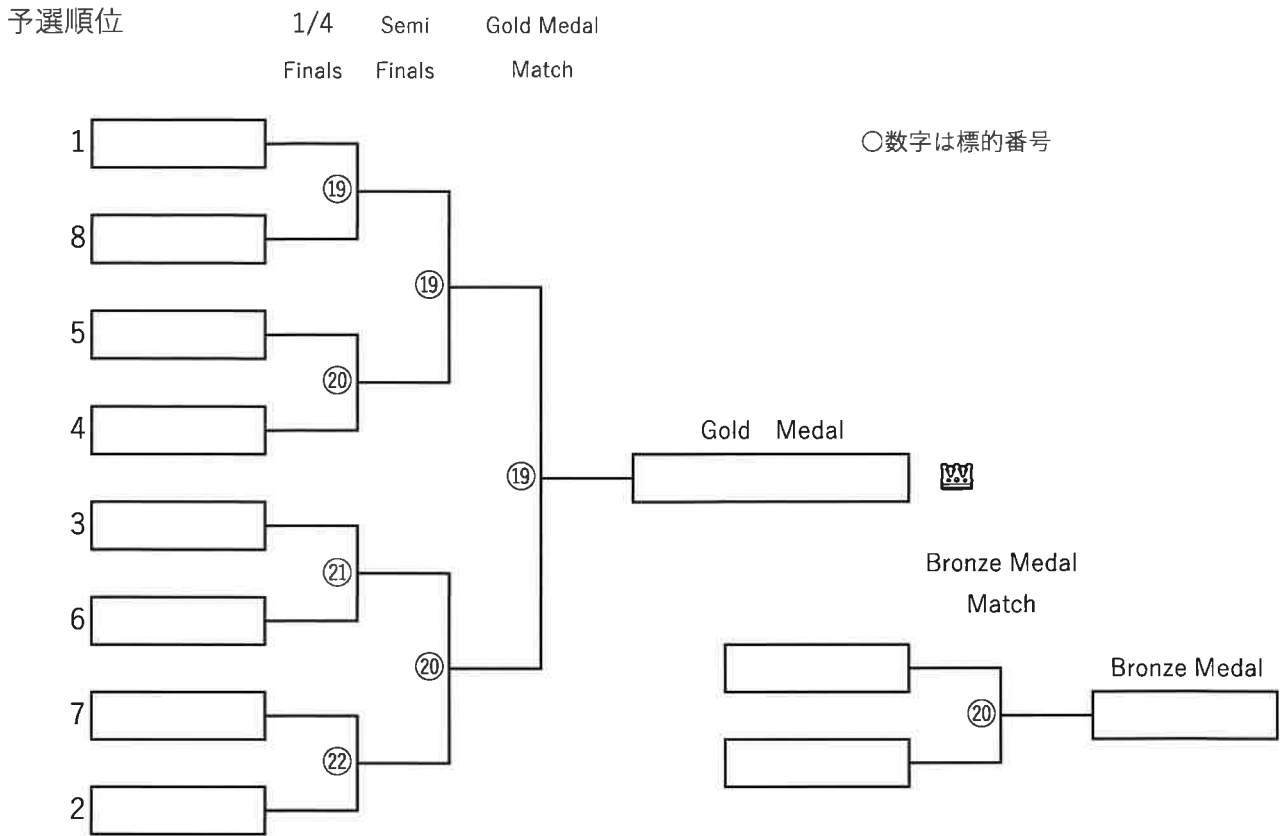 予選順位
1/4 Finals
Semi Finals
Gold Medal Match
○数字は標的番号
1
⑲
8
⑲
5
⑳
4
Gold Medal
⑲
3
㉑
6
⑳
7
㉒
2
Bronze Medal
Match
⑳
Bronze Medal